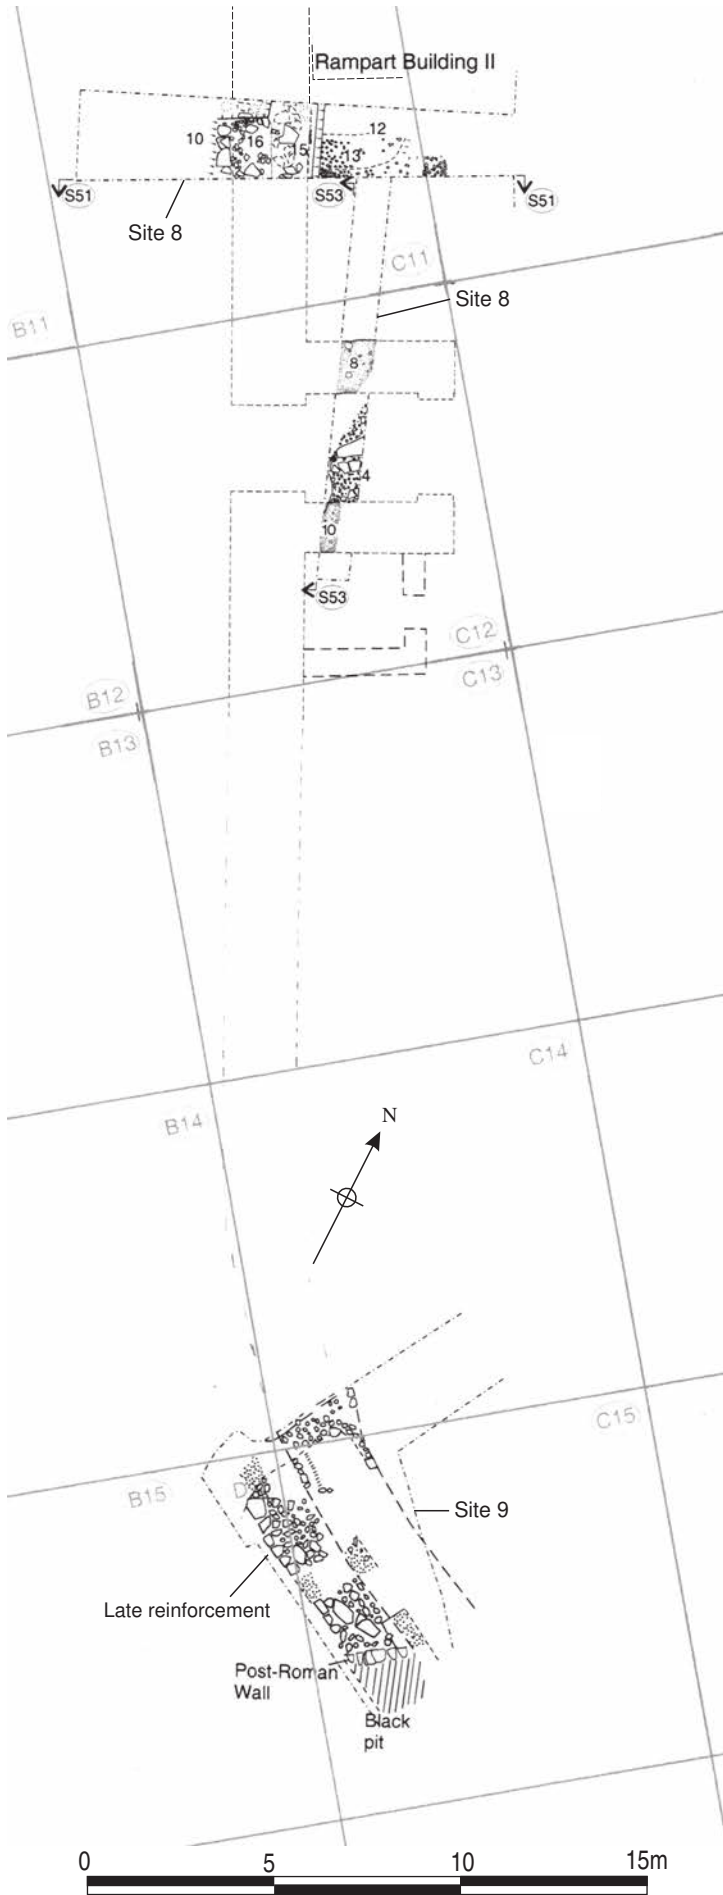 Rampart Building II
10
16
15
12
13
S51
S53
S51
Site 8
C11
Site 8
B11
8
4
10
S53
C12
B12
C13
B13
C14
B14
N
C15
B15
D
Site 9
Late reinforcement
Post-Roman
Wall
Black
pit
0
5
10
15m